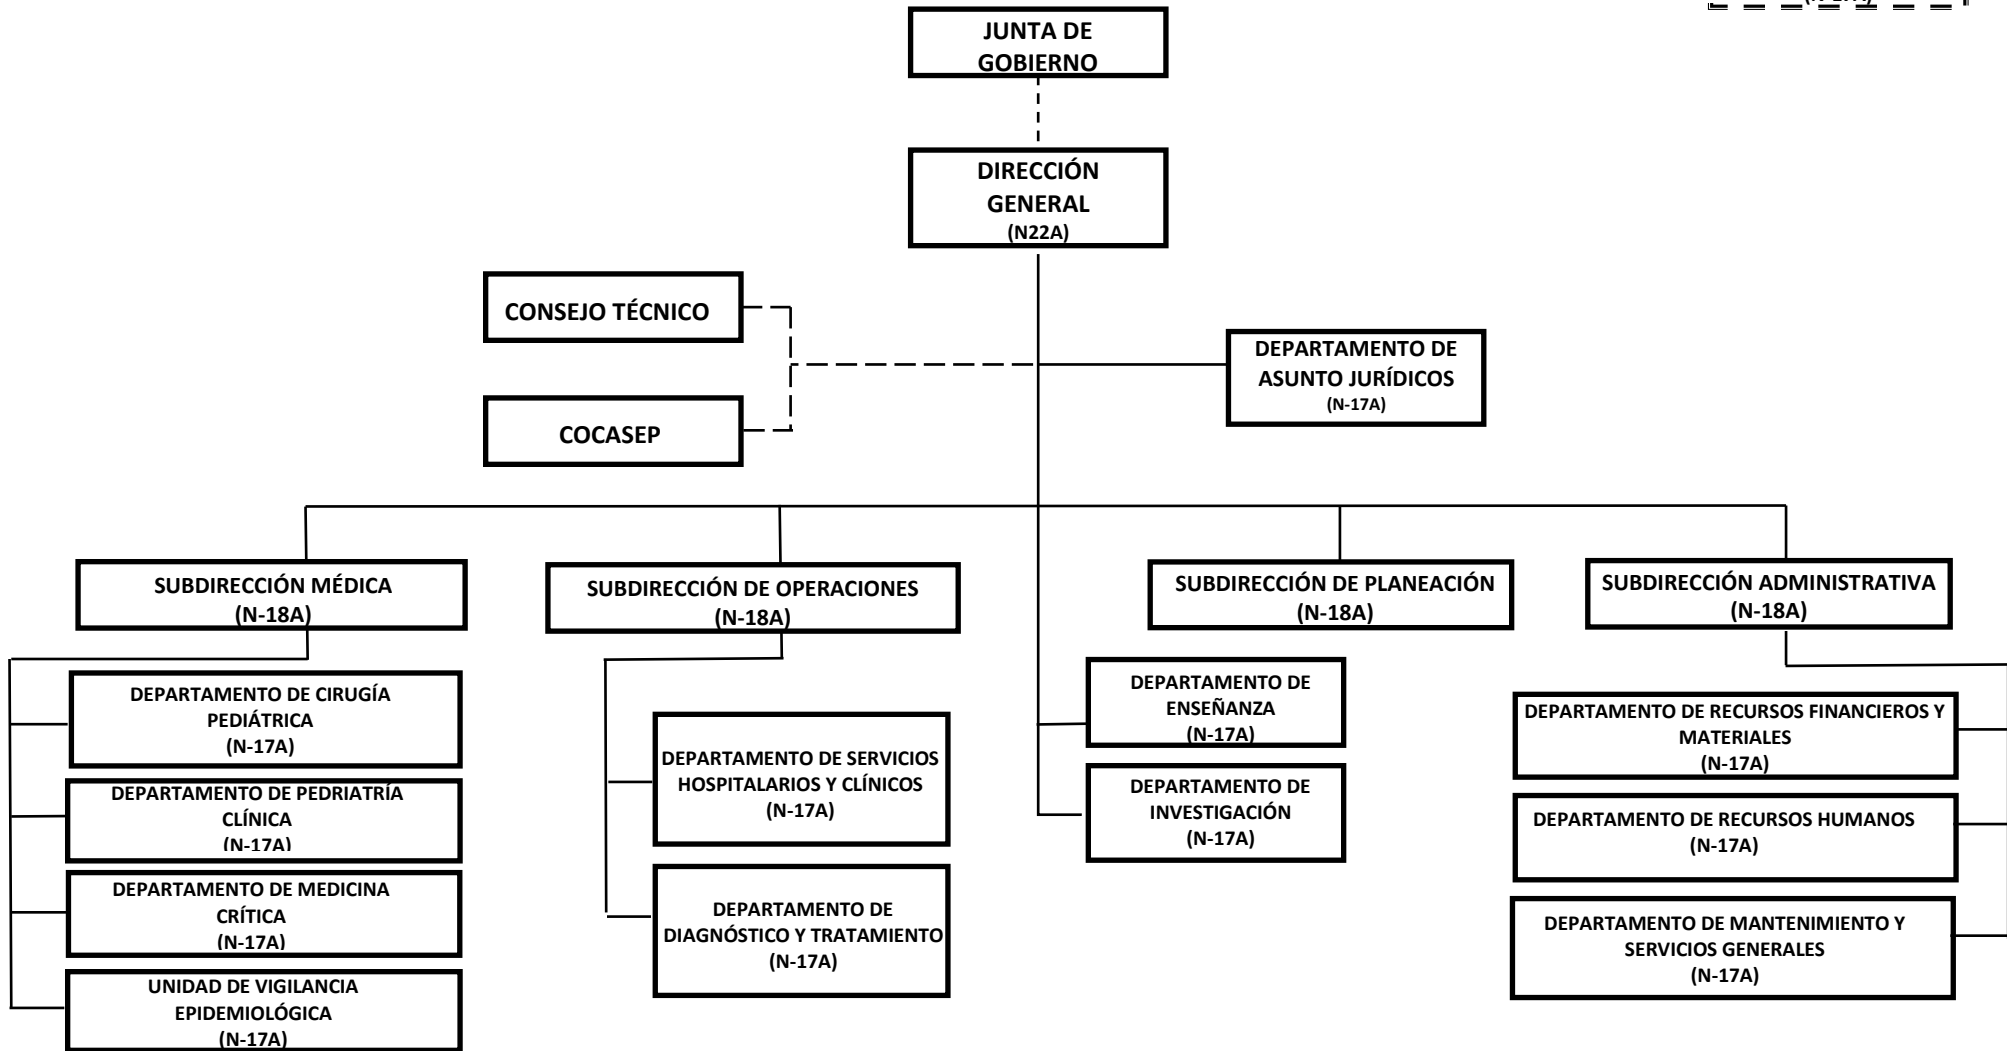 JUNTA DE
GOBIERNO
DIRECCIÓN
GENERAL
(N22A)
CONSEJO TÉCNICO
COCASEP
DEPARTAMENTO DE
ASUNTO JURÍDICOS
(N-17A)
SUBDIRECCIÓN MÉDICA
(N-18A)
DEPARTAMENTO DE CIRUGÍA
PEDIÁTRICA
(N-17A)
DEPARTAMENTO DE PEDRIATRÍA
CLÍNICA
(N-17A)
DEPARTAMENTO DE MEDICINA
CRÍTICA
(N-17A)
UNIDAD DE VIGILANCIA
EPIDEMIOLÓGICA
(N-17A)
SUBDIRECCIÓN DE OPERACIONES
(N-18A)
DEPARTAMENTO DE SERVICIOS
HOSPITALARIOS Y CLÍNICOS
(N-17A)
DEPARTAMENTO DE
DIAGNÓSTICO Y TRATAMIENTO
(N-17A)
SUBDIRECCIÓN DE PLANEACIÓN
(N-18A)
DEPARTAMENTO DE
ENSEÑANZA
(N-17A)
DEPARTAMENTO DE
INVESTIGACIÓN
(N-17A)
SUBDIRECCIÓN ADMINISTRATIVA
(N-18A)
DEPARTAMENTO DE RECURSOS FINANCIEROS Y
MATERIALES
(N-17A)
DEPARTAMENTO DE RECURSOS HUMANOS
(N-17A)
DEPARTAMENTO DE MANTENIMIENTO Y
SERVICIOS GENERALES
(N-17A)